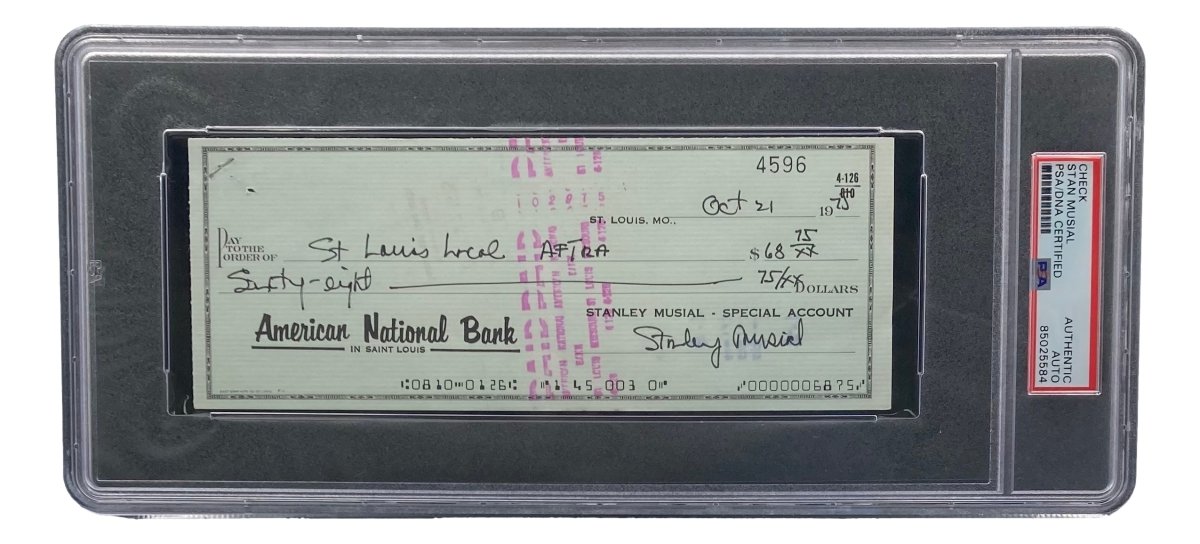 4596
4-126
810
ST. LOUIS, MO., Oct 21 1975
PAY TO THE ORDER OF St Louis Local AFTRA $68 75/xx
Sixty-eight 75/xx DOLLARS
STANLEY MUSIAL - SPECIAL ACCOUNT
American National Bank
IN SAINT LOUIS
Stanley Musial
⑆0810⑉0126⑆ ⑈1 45 003 0⑈ ⑇0000006875⑇
CHECK
STAN MUSIAL
PSA/DNA CERTIFIED
PSA
AUTHENTIC
AUTO
85025584